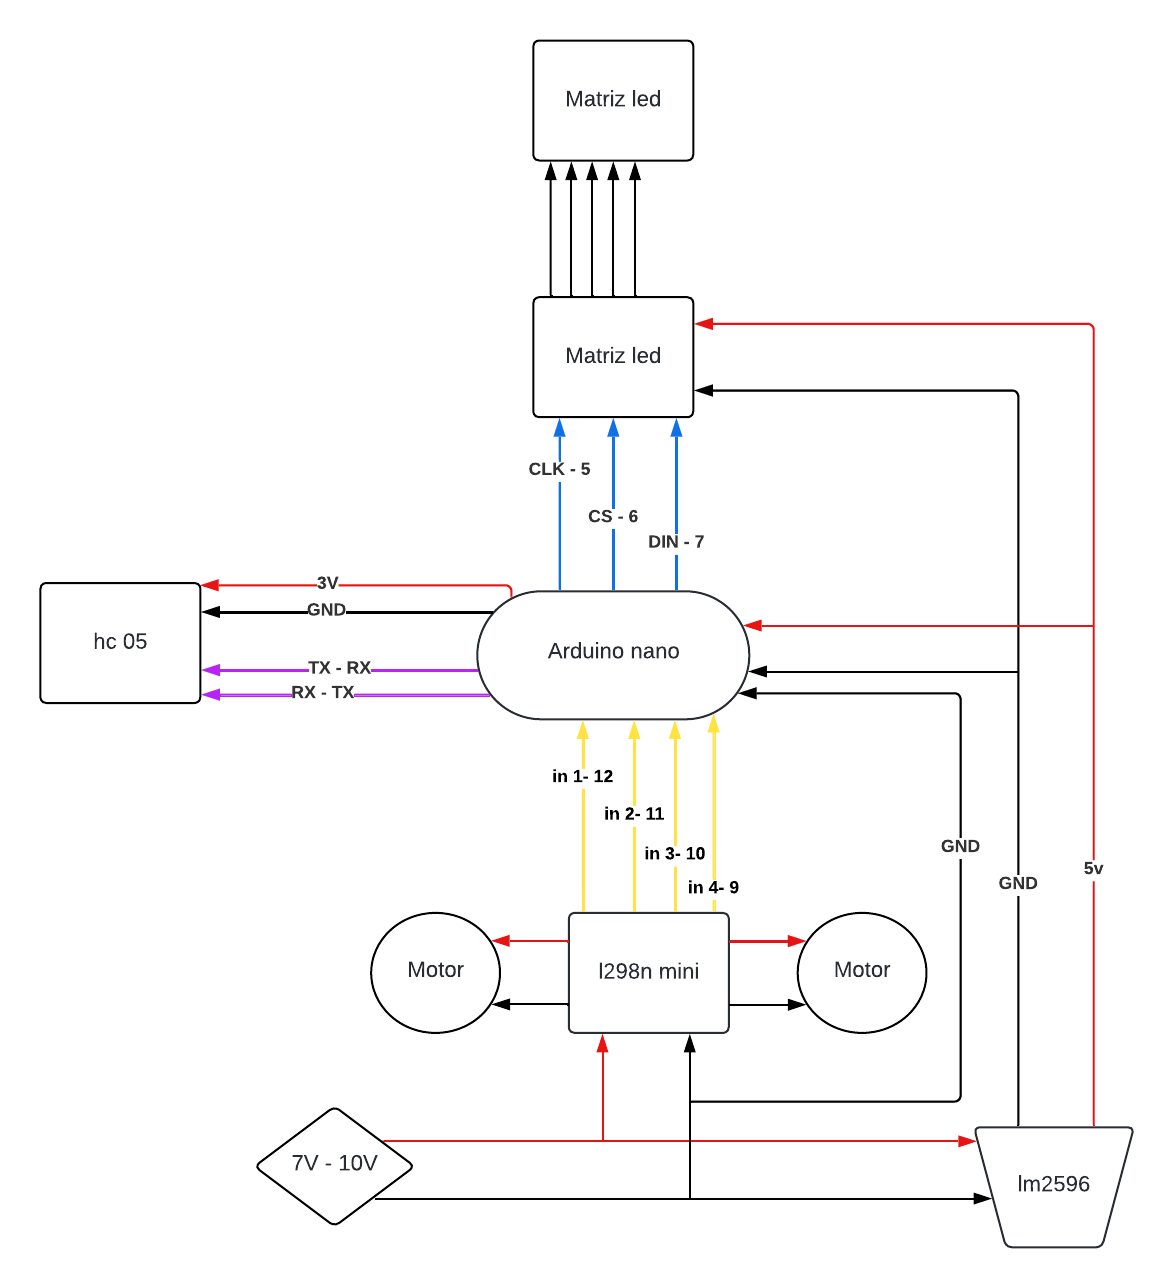 Matriz led
Matriz led
CLK - 5
CS - 6
DIN - 7
3V
GND
hc 05
Arduino nano
TX - RX
RX - TX
in 1- 12
in 2- 11
in 3- 10
in 4- 9
GND
GND
5v
Motor
l298n mini
Motor
7V - 10V
lm2596